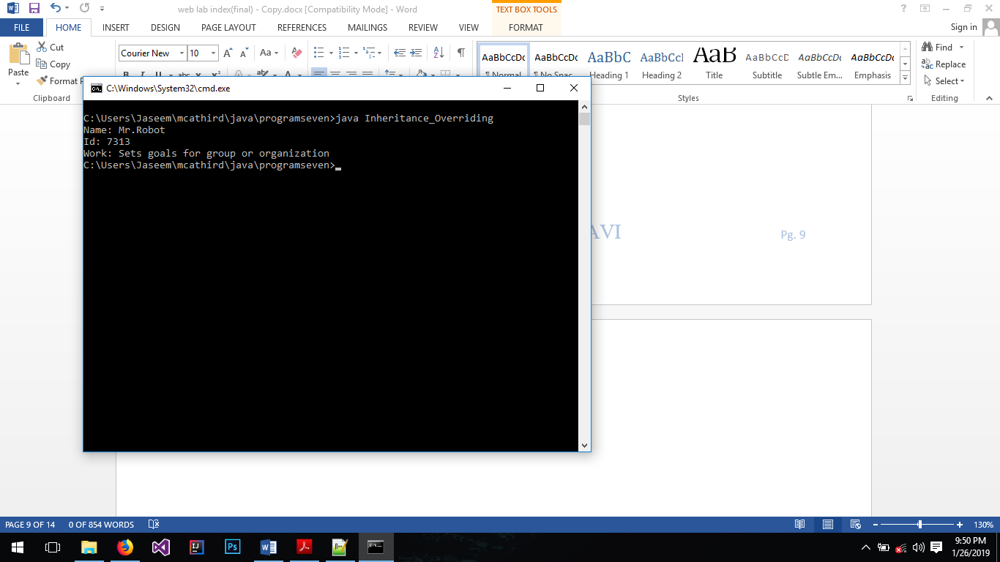 web lab index(final) - Copy.docx [Compatibility Mode] - Word
TEXT BOX TOOLS
?
FILE HOME INSERT DESIGN PAGE LAYOUT REFERENCES MAILINGS REVIEW VIEW FORMAT
Sign in
Paste
Cut
Copy
Format
Clipboard
Courier New 10
AaBbCcDc AaBbCcDc AaBbC AaBbCcI AaB AaBbCcD AaBbCcDc AaBbCcDc
¶ Normal ¶ No Spac... Heading 1 Heading 2 Title Subtitle Subtle Em... Emphasis
Styles
Find
Replace
Select
Editing
C:\Windows\System32\cmd.exe
C:\Users\Jaseem\mcathird\java\programseven>java Inheritance_Overriding
Name: Mr.Robot
Id: 7313
Work: Sets goals for group or organization
C:\Users\Jaseem\mcathird\java\programseven>
AVI
Pg. 9
PAGE 9 OF 14 0 OF 854 WORDS
130%
9:50 PM
1/26/2019